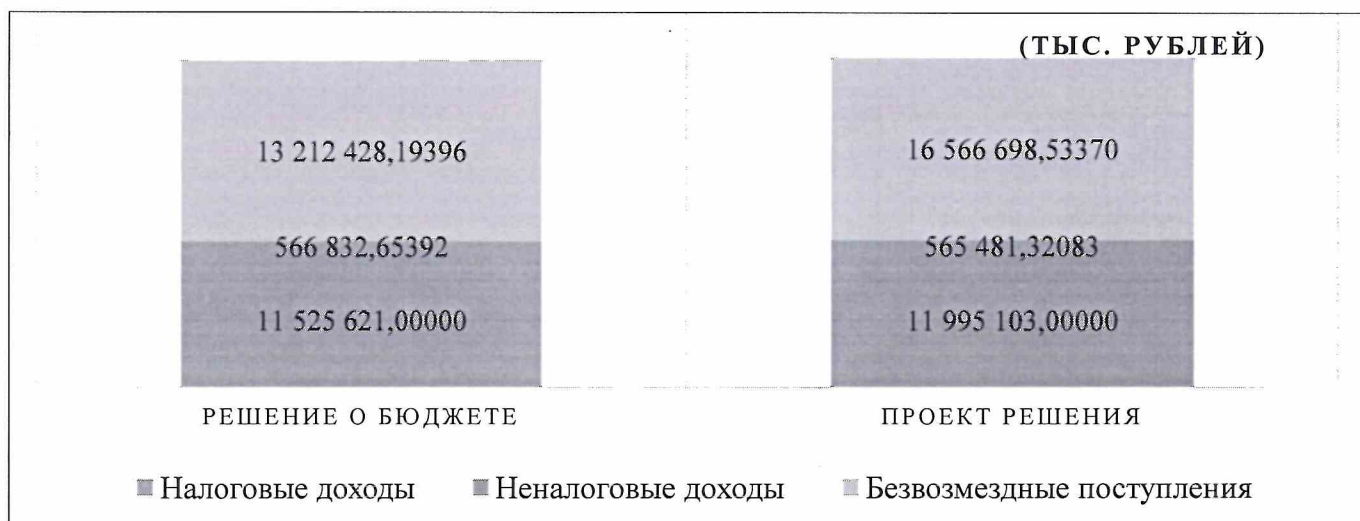 (ТЫС. РУБЛЕЙ)
13 212 428,19396
16 566 698,53370
566 832,65392
565 481,32083
11 525 621,00000
11 995 103,00000
РЕШЕНИЕ О БЮДЖЕТЕ
ПРОЕКТ РЕШЕНИЯ
Налоговые доходы
Неналоговые доходы
Безвозмездные поступления